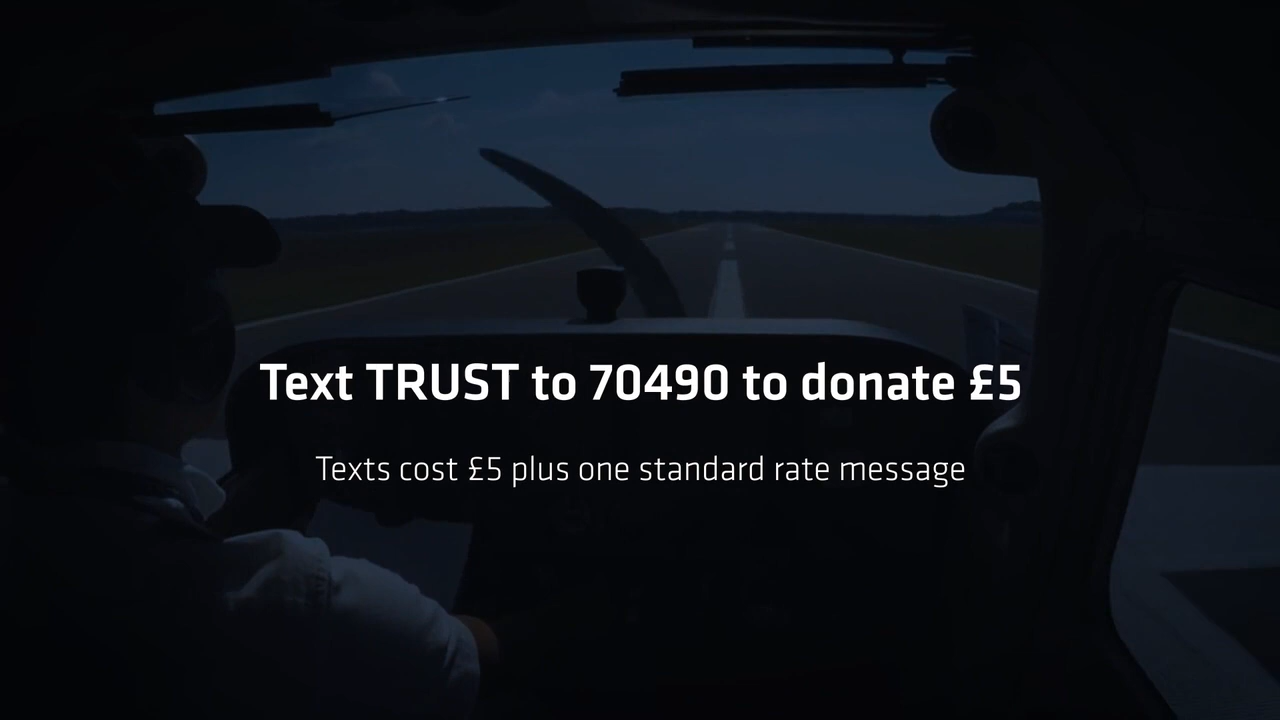 Text TRUST to 70490 to donate £5
Texts cost £5 plus one standard rate message